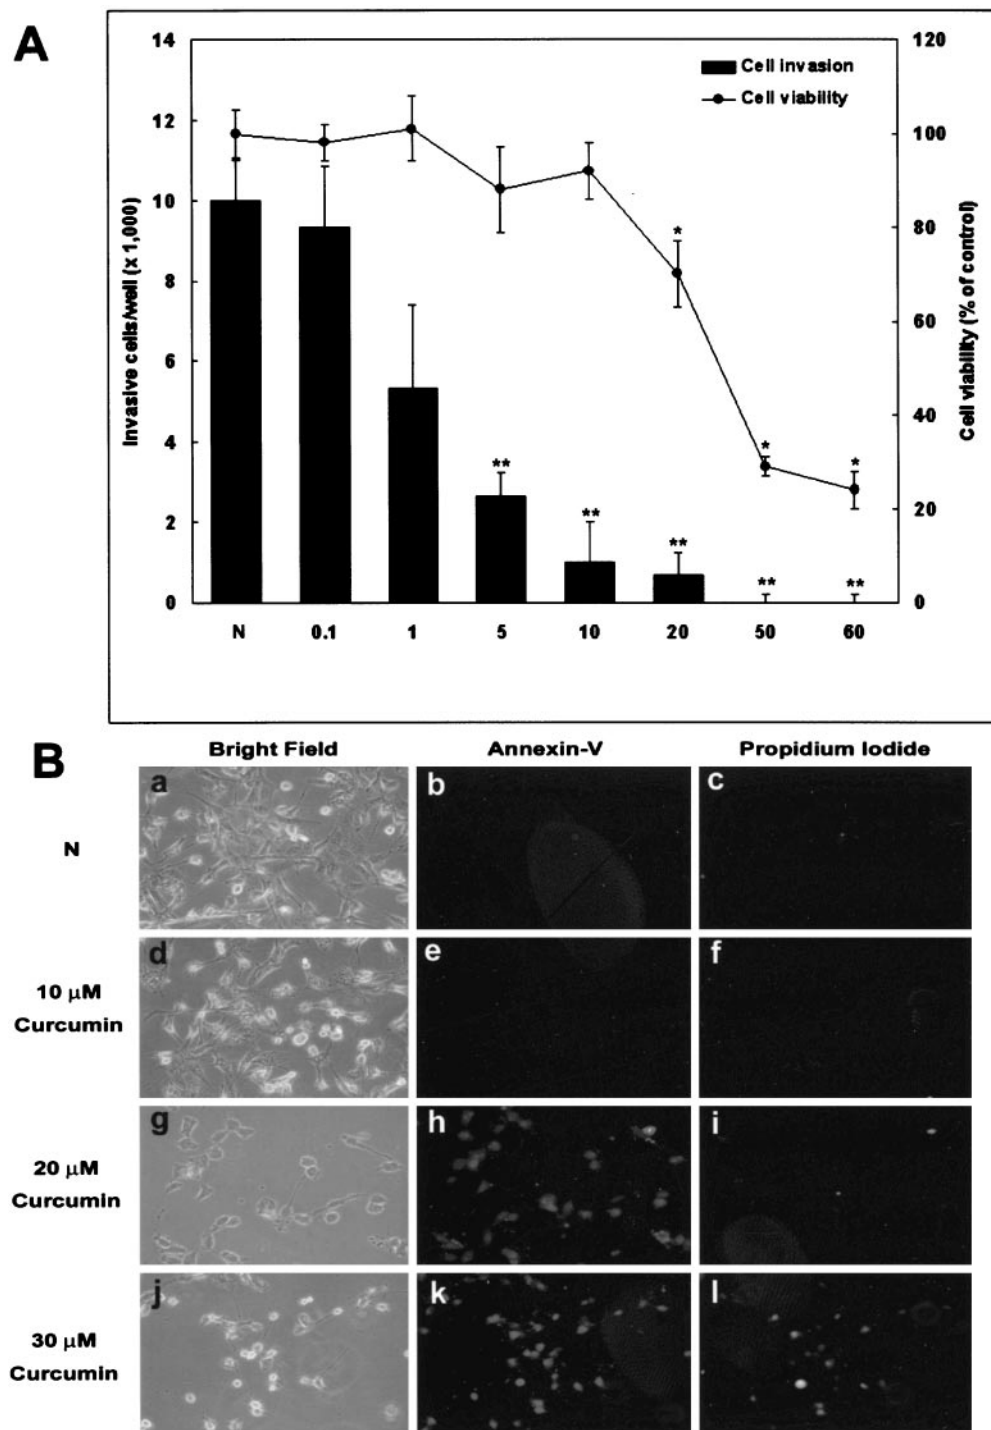 A
14
12
10
8
6
4
2
0
Invasive cells/well (x 1,000)
120
100
80
60
40
20
0
Cell viability (% of control)
Cell invasion
Cell viability
*
*
*
**
**
**
**
**
N 0.1 1 5 10 20 50 60
B
Bright Field Annexin-V Propidium Iodide
N
a b c
10 µM
Curcumin
d e f
20 µM
Curcumin
g h i
30 µM
Curcumin
j k l